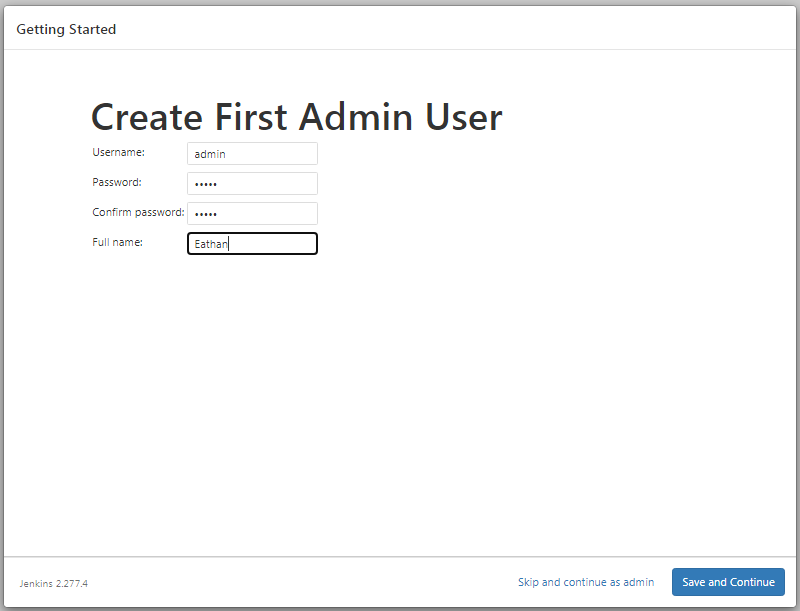 Getting Started
Create First Admin User
Username: admin
Password: •••••
Confirm password: •••••
Full name: Eathan
Jenkins 2.277.4 Skip and continue as admin Save and Continue